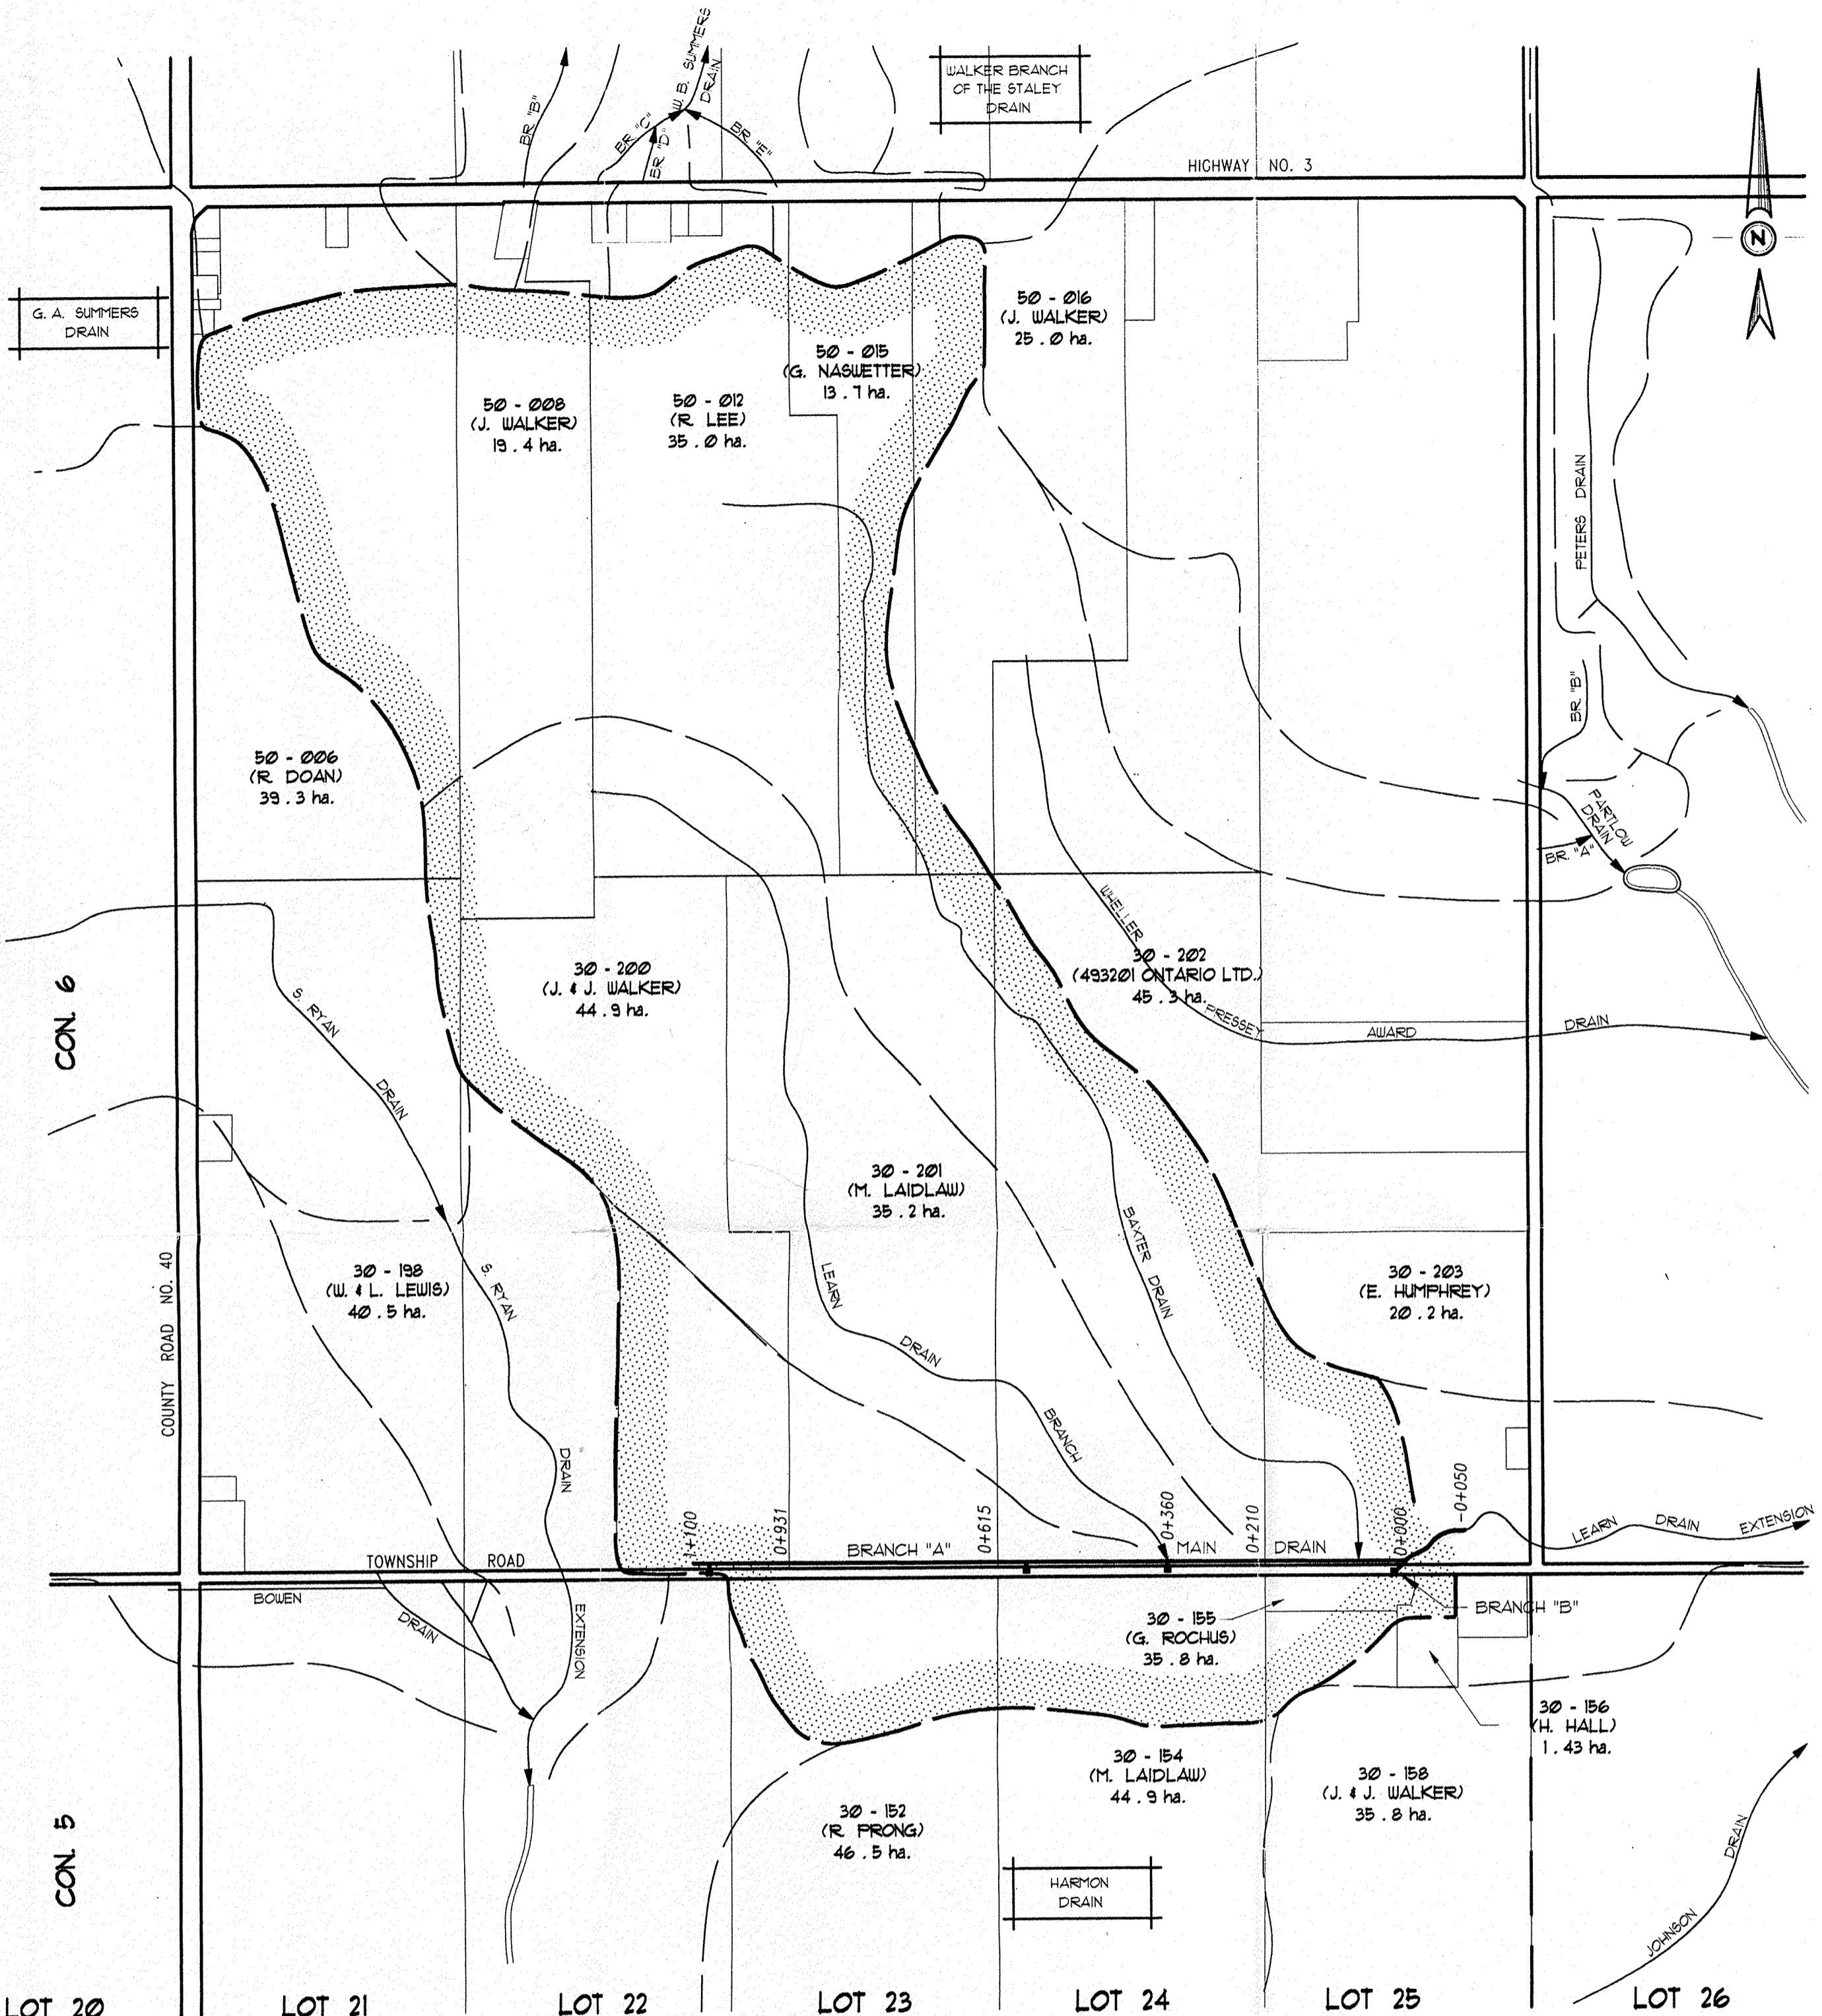 W. B. SUMMERS
DRAIN
WALKER BRANCH
OF THE STALEY
DRAIN
BR. "B"
BR. "C"
BR. "D"
BR. "E"
HIGHWAY NO. 3
N
G. A. SUMMERS
DRAIN
50 - 016
(J. WALKER)
25.0 ha.
50 - 015
(G. NASWETTER)
13.7 ha.
50 - 008
(J. WALKER)
19.4 ha.
50 - 012
(R. LEE)
35.0 ha.
PETERS DRAIN
BR. "B"
50 - 006
(R. DOAN)
39.3 ha.
PARTLOW
DRAIN
BR. "A"
WHELLER
PRESSEY
AWARD
DRAIN
30 - 202
(493201 ONTARIO LTD.)
45.3 ha.
30 - 200
(J. & J. WALKER)
44.9 ha.
CON. 6
S. RYAN
DRAIN
30 - 201
(M. LAIDLAW)
35.2 ha.
BAXTER DRAIN
30 - 198
(W. & L. LEWIS)
40.5 ha.
S. RYAN
DRAIN
EXTENSION
LEARN
DRAIN
BRANCH
30 - 203
(E. HUMPHREY)
20.2 ha.
COUNTY ROAD NO. 40
1+100
0+931
0+615
0+360
0+210
0+000
-0+050
BRANCH "A"
MAIN DRAIN
LEARN DRAIN EXTENSION
TOWNSHIP ROAD
BOWEN
DRAIN
BRANCH "B"
30 - 155
(G. ROCHUS)
35.8 ha.
30 - 156
(H. HALL)
1.43 ha.
30 - 154
(M. LAIDLAW)
44.9 ha.
30 - 158
(J. & J. WALKER)
35.8 ha.
30 - 152
(R. PRONG)
46.5 ha.
CON. 5
HARMON
DRAIN
JOHNSON
DRAIN
LOT 20
LOT 21
LOT 22
LOT 23
LOT 24
LOT 25
LOT 26